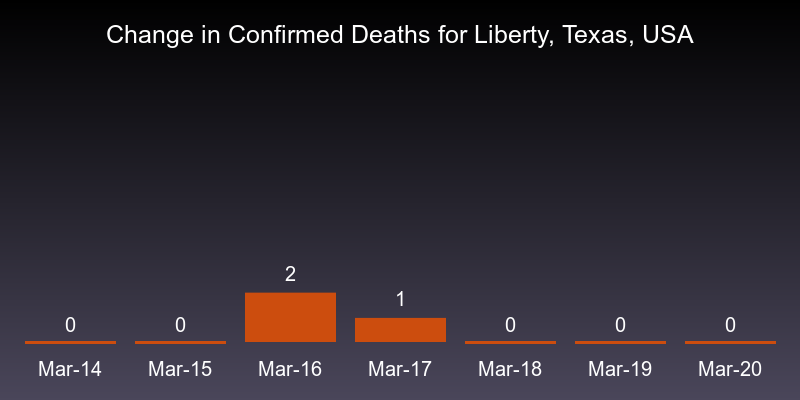 Change in Confirmed Deaths for Liberty, Texas, USA
0 0 2 1 0 0 0
Mar-14 Mar-15 Mar-16 Mar-17 Mar-18 Mar-19 Mar-20